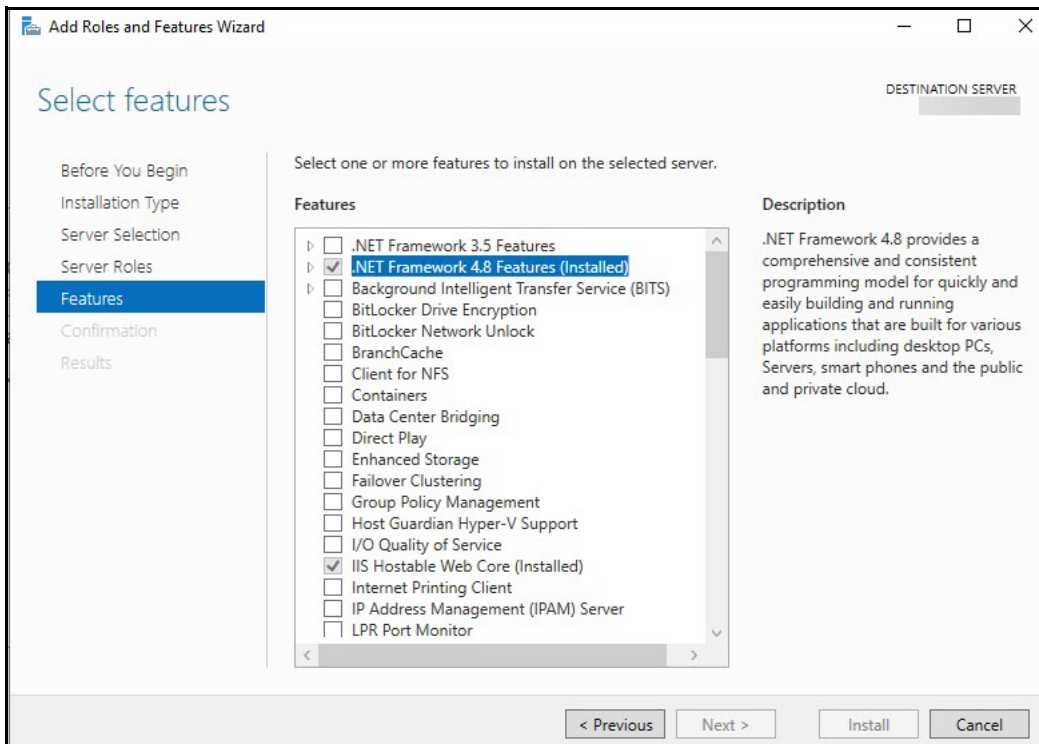 Add Roles and Features Wizard
Select features
DESTINATION SERVER
Before You Begin
Installation Type
Server Selection
Server Roles
Features
Confirmation
Results
Select one or more features to install on the selected server.
Features
.NET Framework 3.5 Features
.NET Framework 4.8 Features (Installed)
Background Intelligent Transfer Service (BITS)
BitLocker Drive Encryption
BitLocker Network Unlock
BranchCache
Client for NFS
Containers
Data Center Bridging
Direct Play
Enhanced Storage
Failover Clustering
Group Policy Management
Host Guardian Hyper-V Support
I/O Quality of Service
IIS Hostable Web Core (Installed)
Internet Printing Client
IP Address Management (IPAM) Server
LPR Port Monitor
Description
.NET Framework 4.8 provides a
comprehensive and consistent
programming model for quickly and
easily building and running
applications that are built for various
platforms including desktop PCs,
Servers, smart phones and the public
and private cloud.
< Previous
Next >
Install
Cancel